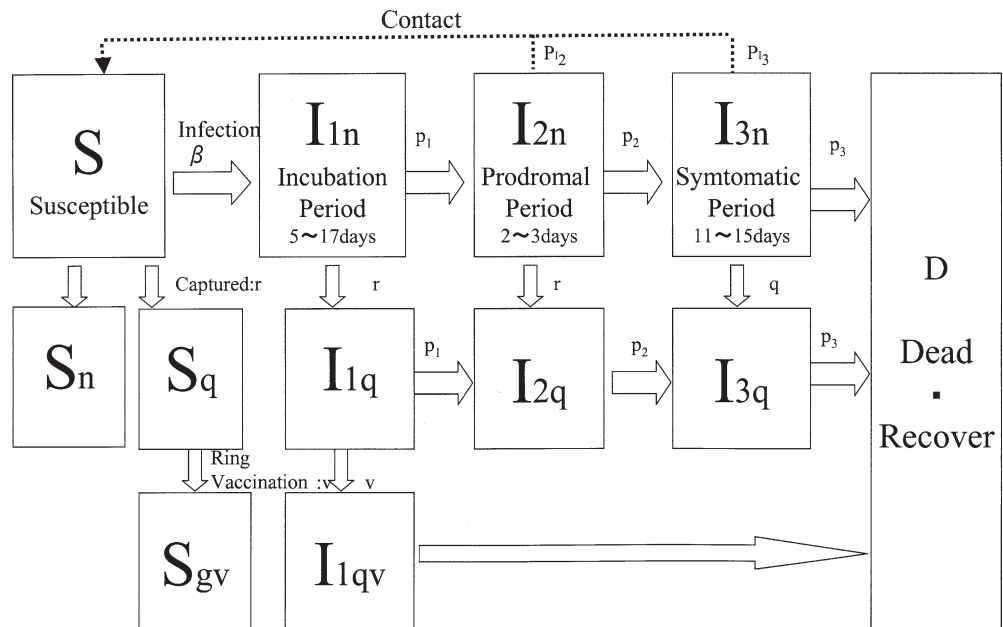 Contact
P_I2
P_I3
S
Susceptible
Infection
β
I1n
Incubation
Period
5〜17days
p1
I2n
Prodromal
Period
2〜3days
p2
I3n
Symtomatic
Period
11〜15days
p3
D
Dead
・
Recover
Captured:r
r
r
q
Sn
Sq
I1q
p1
I2q
p2
I3q
p3
Ring
Vaccination :v
v
Sgv
I1qv